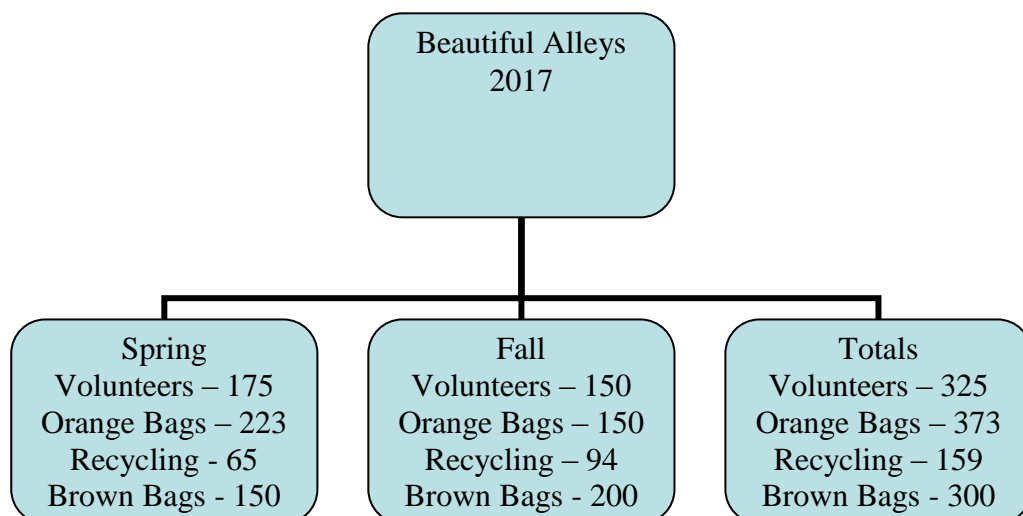 Beautiful Alleys
2017
Spring
Volunteers – 175
Orange Bags – 223
Recycling - 65
Brown Bags - 150
Fall
Volunteers – 150
Orange Bags – 150
Recycling – 94
Brown Bags - 200
Totals
Volunteers – 325
Orange Bags – 373
Recycling – 159
Brown Bags - 300